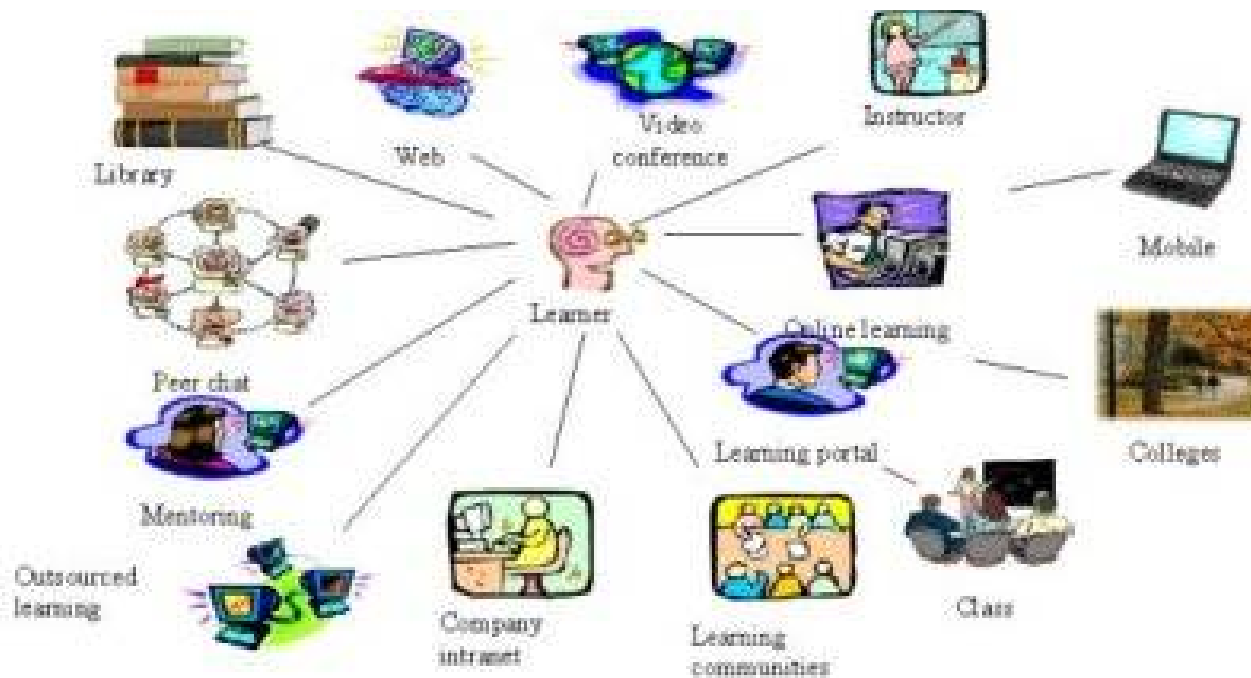 Library
Web
Video
conference
Instructor
Mobile
Learner
Online learning
Peer chat
Colleges
Learning portal
Mentoring
Outsourced
learning
Company
intranet
Learning
communities
Class